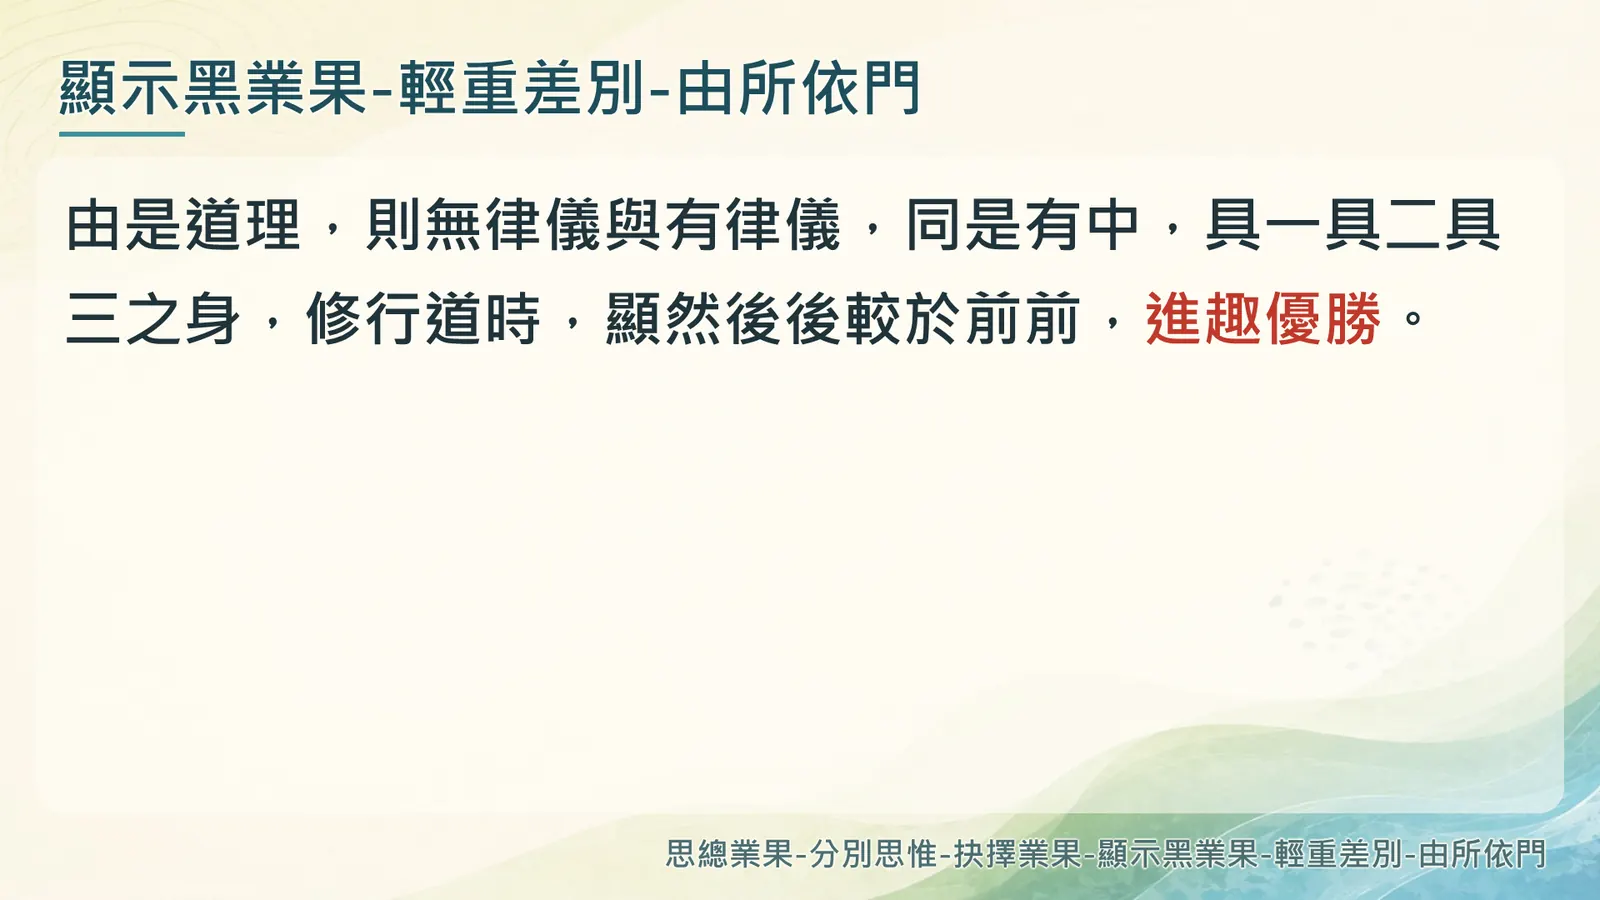 顯示黑業果-輕重差別-由所依門
由是道理，則無律儀與有律儀，同是有中，具一具二具
三之身，修行道時，顯然後後較於前前，進趣優勝。
思總業果-分別思惟-抉擇業果-顯示黑業果-輕重差別-由所依門